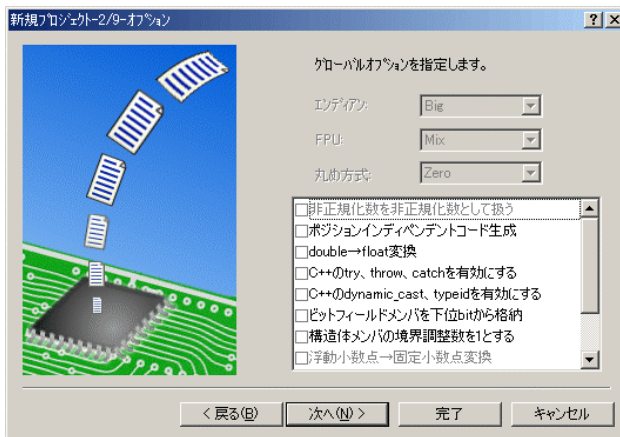 新規プロジェクト-2/9-オプション
グローバルオプションを指定します。
エンディアン: Big
FPU: Mix
丸め方式: Zero
非正規化数を非正規化数として扱う
ポジションインディペンデントコード生成
double→float変換
C++のtry、throw、catchを有効にする
C++のdynamic_cast、typeidを有効にする
ビットフィールドメンバを下位bitから格納
構造体メンバの境界調整数を1とする
浮動小数点→固定小数点変換
< 戻る(B) 次へ(N) > 完了 キャンセル